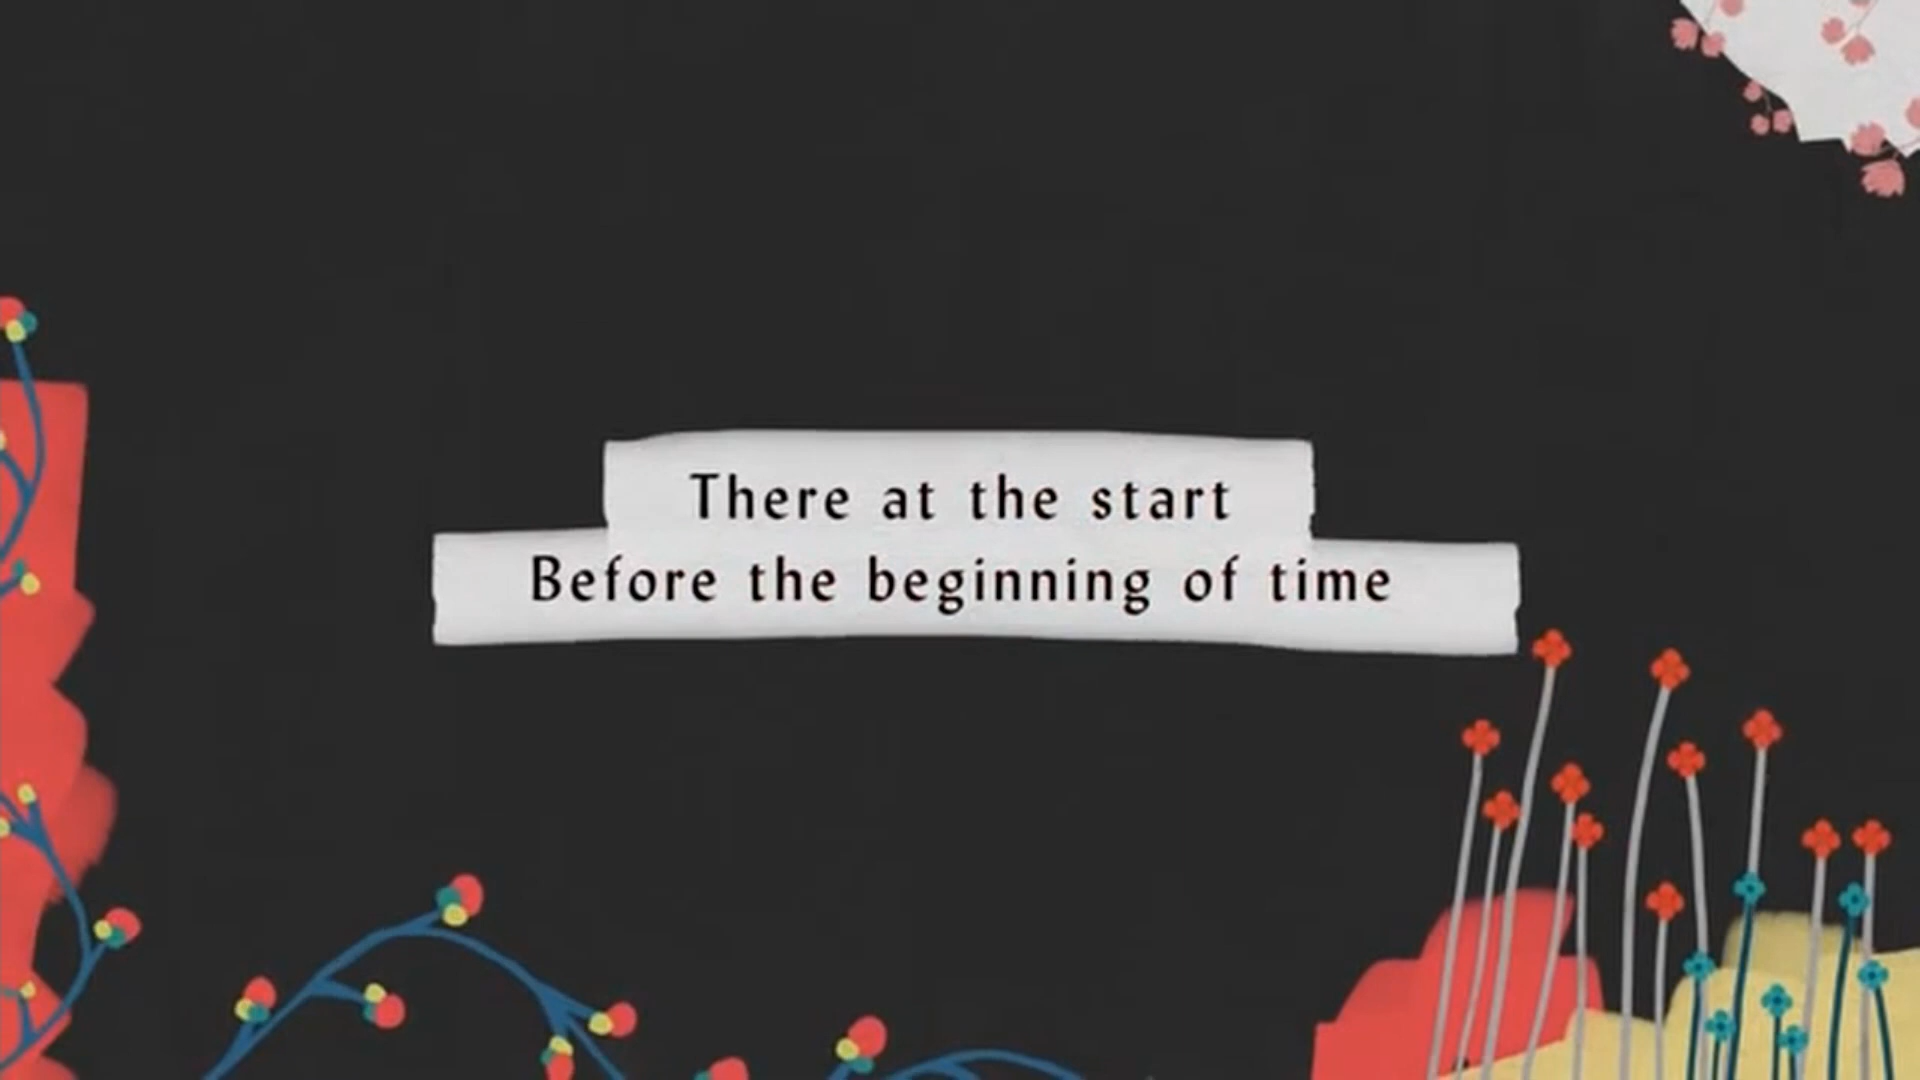 There at the start
Before the beginning of time